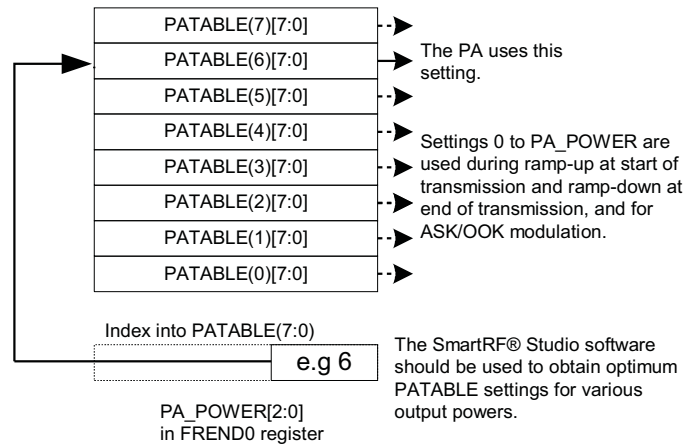 PATABLE(7)[7:0]
PATABLE(6)[7:0]
PATABLE(5)[7:0]
PATABLE(4)[7:0]
PATABLE(3)[7:0]
PATABLE(2)[7:0]
PATABLE(1)[7:0]
PATABLE(0)[7:0]
The PA uses this
setting.
Settings 0 to PA_POWER are
used during ramp-up at start of
transmission and ramp-down at
end of transmission, and for
ASK/OOK modulation.
Index into PATABLE(7:0)
e.g 6
PA_POWER[2:0]
in FREND0 register
The SmartRF® Studio software
should be used to obtain optimum
PATABLE settings for various
output powers.